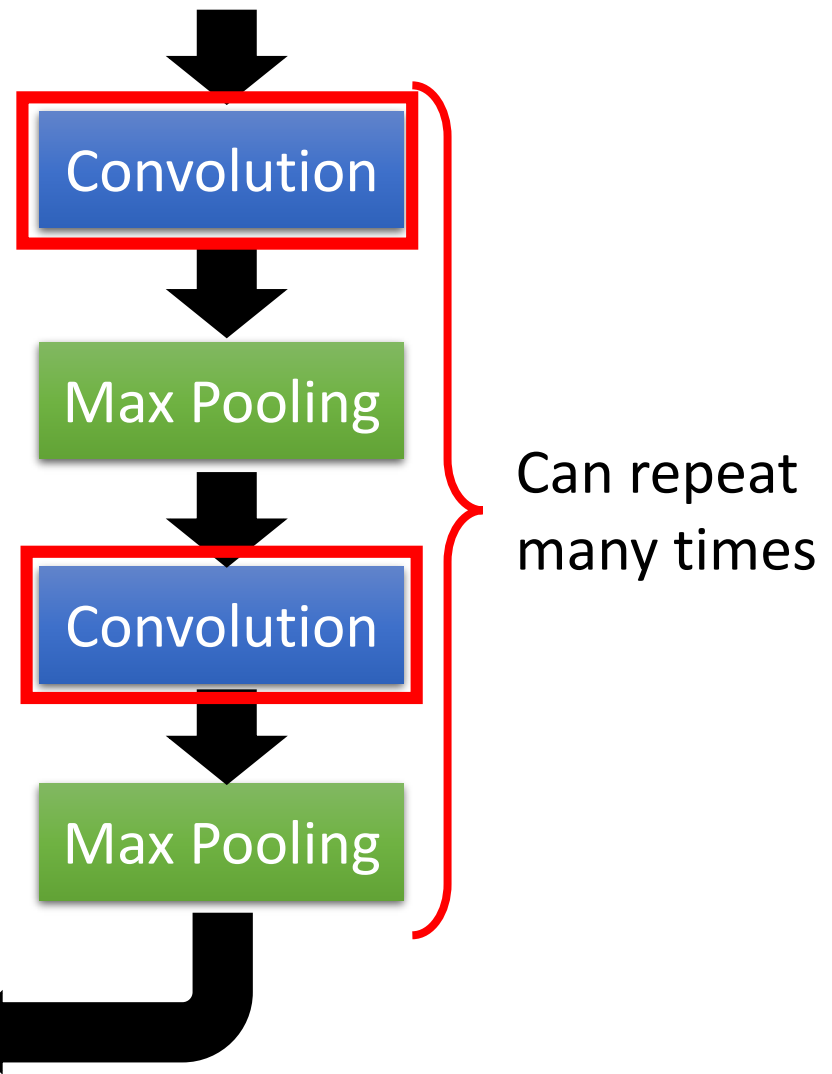 Convolution
Max Pooling
Can repeat
many times
Convolution
Max Pooling